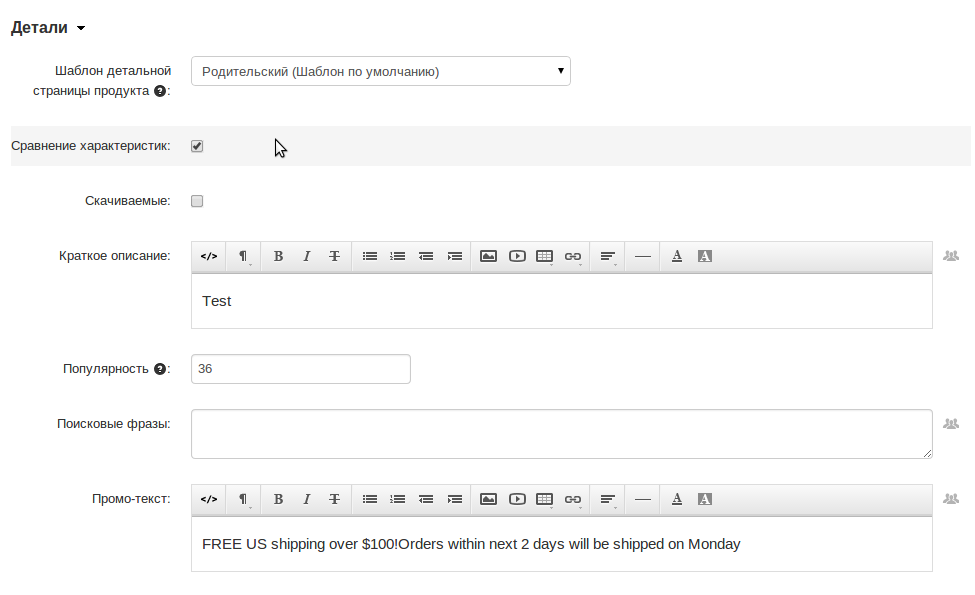 Детали
Шаблон детальной
страницы продукта ?:
Родительский (Шаблон по умолчанию)
Сравнение характеристик:
Скачиваемые:
Краткое описание:
</> ¶ B I T A A
Test
Популярность ?:
36
Поисковые фразы:
Промо-текст:
</> ¶ B I T A A
FREE US shipping over $100!Orders within next 2 days will be shipped on Monday